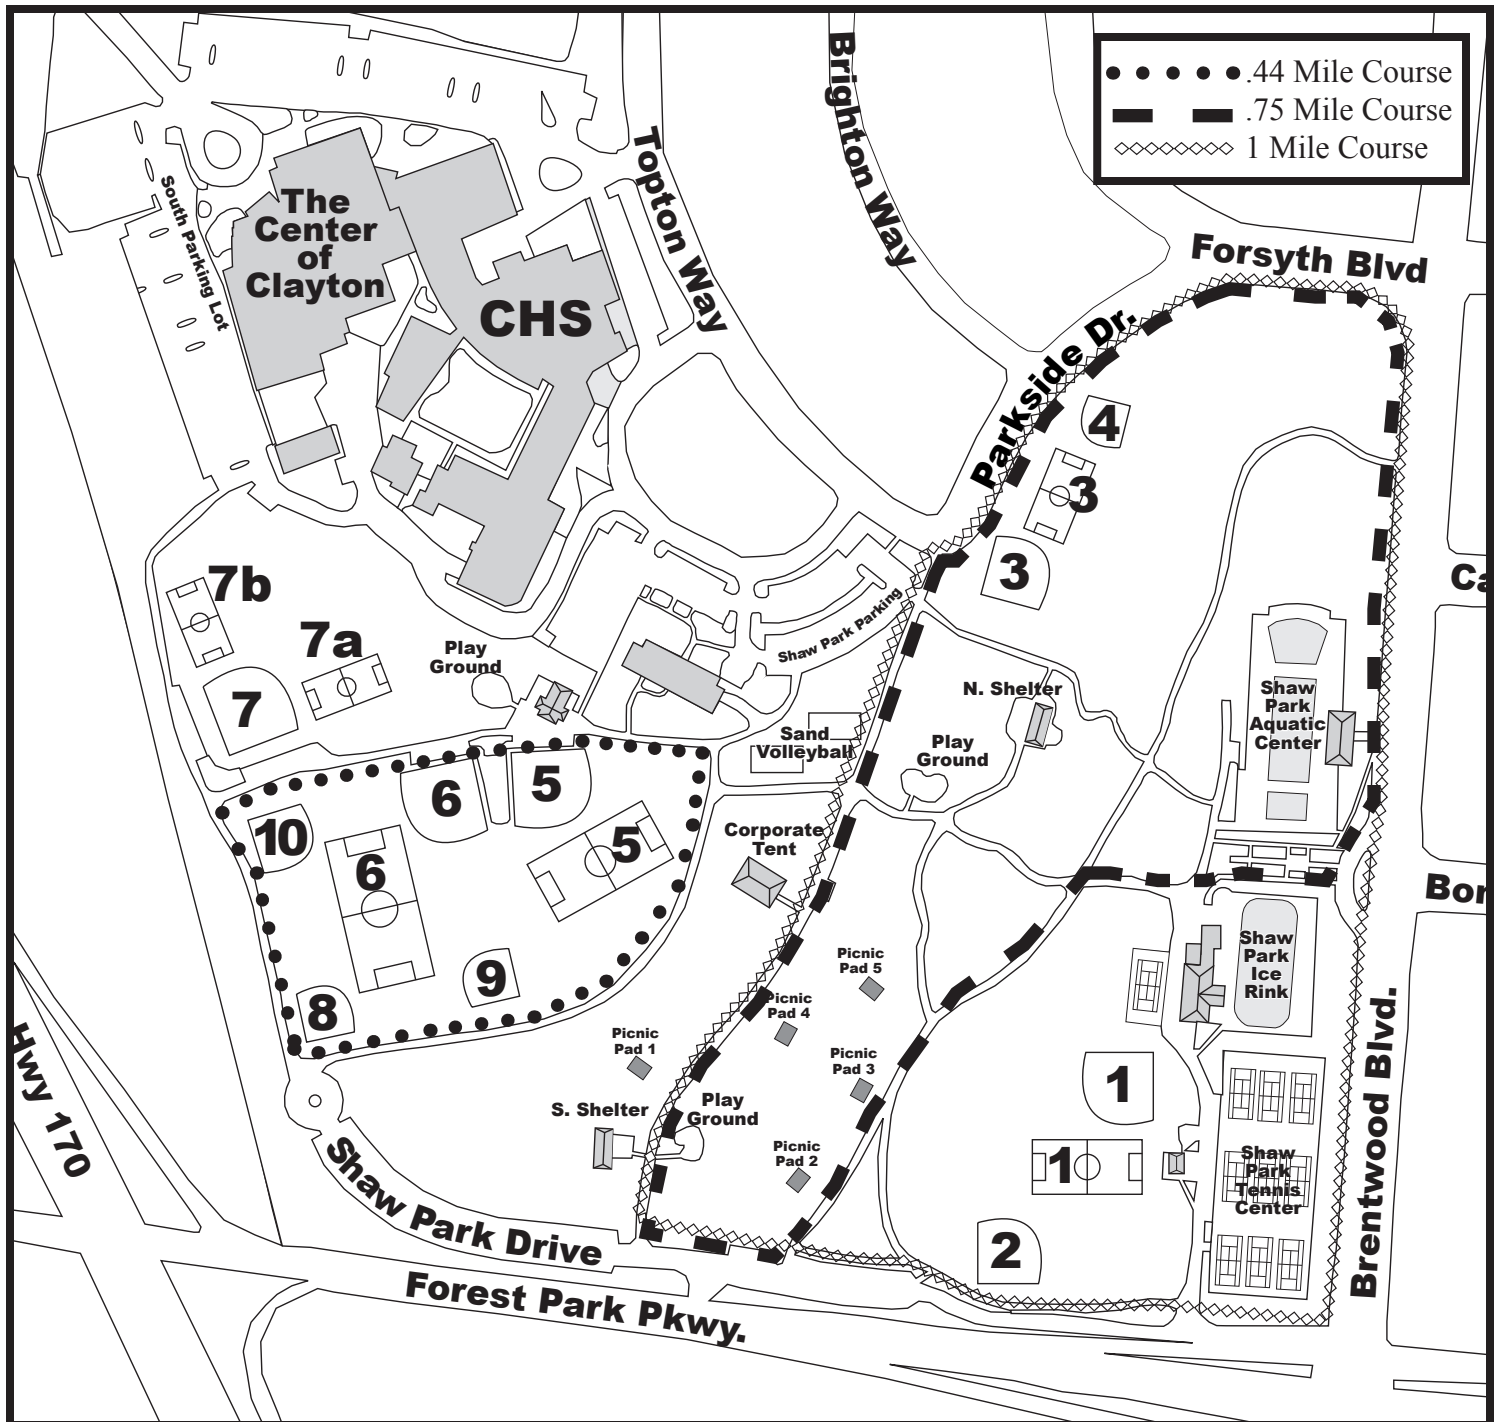 .44 Mile Course
.75 Mile Course
1 Mile Course
Brighton Way
Topton Way
South Parking Lot
The
Center
of
Clayton
CHS
Forsyth Blvd
Parkside Dr.
4
3
3
7b
7a
7
Play
Ground
Shaw Park Parking
N. Shelter
Sand
Volleyball
Play
Ground
Shaw
Park
Aquatic
Center
Ca
6
5
10
6
5
Corporate
Tent
Bor
8
9
Picnic
Pad 5
Picnic
Pad 4
Picnic
Pad 1
Picnic
Pad 3
Shaw
Park
Ice
Rink
Hwy 170
S. Shelter
Play
Ground
Picnic
Pad 2
1
1
2
Shaw
Park
Tennis
Center
Brentwood Blvd.
Shaw Park Drive
Forest Park Pkwy.